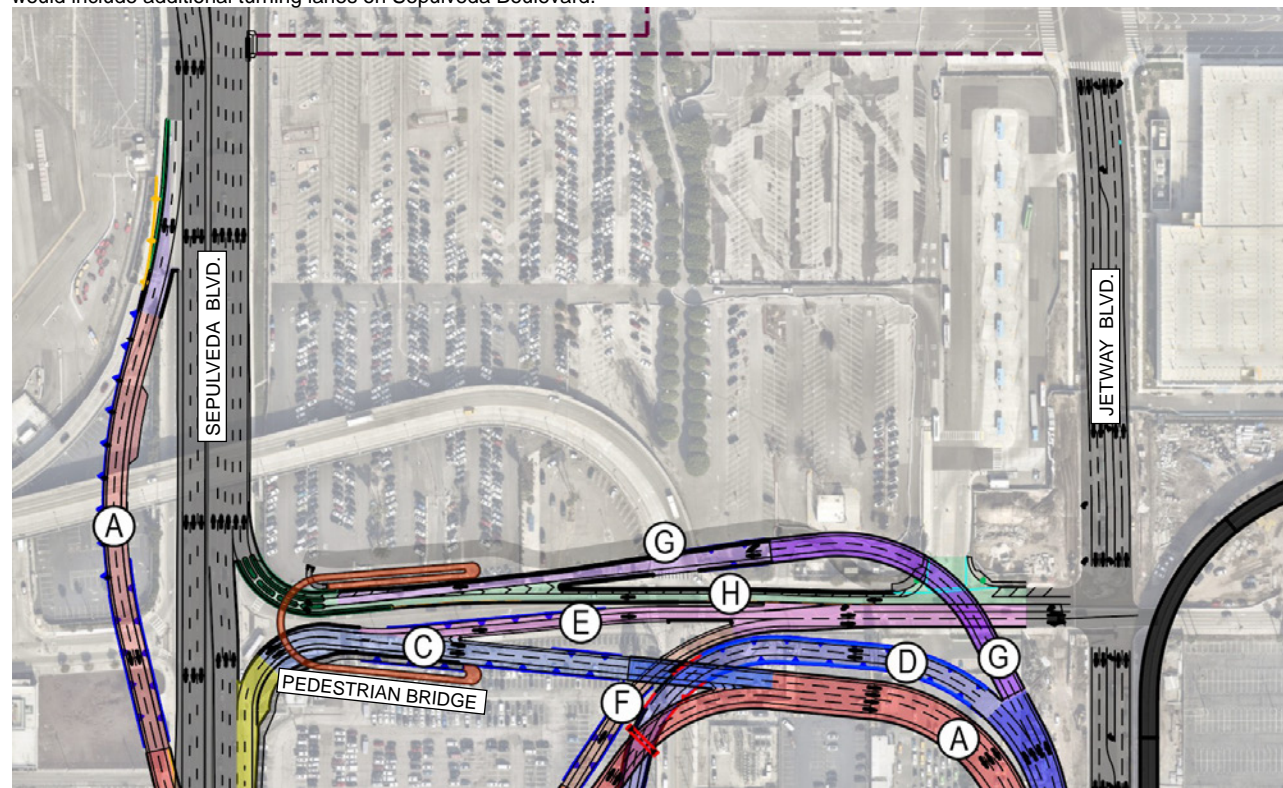 would include additional turning lanes on Sepulveda Boulevard.
SEPULVEDA BLVD.
JETWAY BLVD.
A
G
H
E
C
D
G
F
PEDESTRIAN BRIDGE
A